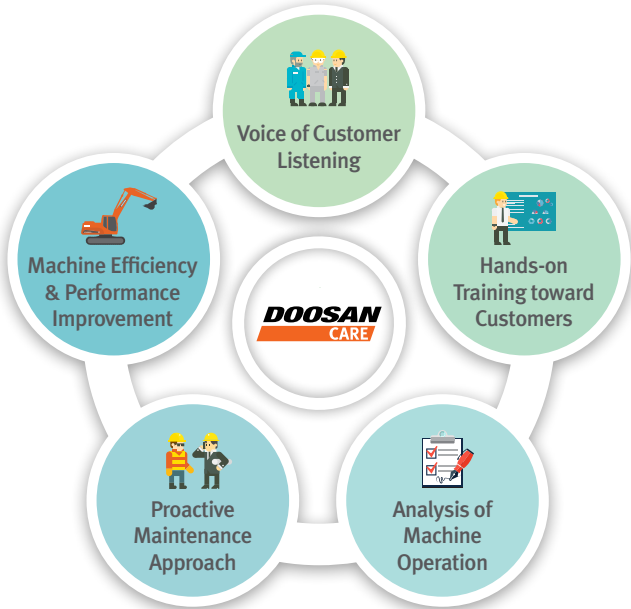 Voice of Customer
Listening
Hands-on
Training toward
Customers
Analysis of
Machine
Operation
Proactive
Maintenance
Approach
Machine Efficiency
& Performance
Improvement
DOOSAN
CARE